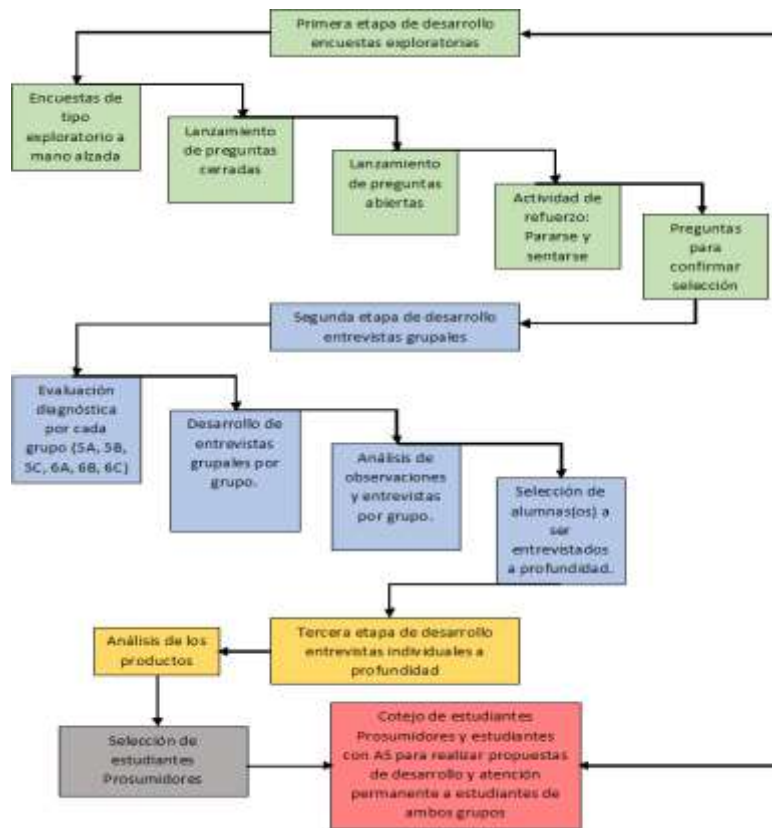 Primera etapa de desarrollo
encuestas exploratorias
Encuestas de
tipo
exploratorio a
mano alzada
Lanzamiento
de preguntas
cerradas
Lanzamiento
de preguntas
abiertas
Actividad de
refuerzo:
Pararse y
sentarse
Preguntas
para
confirmar
selección
Segunda etapa de desarrollo
entrevistas grupales
Evaluación
diagnóstica
por cada
grupo (5A, 5B,
5C, 6A, 6B, 6C)
Desarrollo de
entrevistas
grupales por
grupo.
Análisis de
observaciones
y entrevistas
por grupo.
Selección de
alumnas(os) a
ser
entrevistados
a profundidad.
Tercera etapa de desarrollo
entrevistas individuales a
profundidad
Análisis de los
productos
Selección de
estudiantes
Prosumidores
Cotejo de estudiantes
Prosumidores y estudiantes
con AS para realizar propuestas
de desarrollo y atención
permanente a estudiantes de
ambos grupos